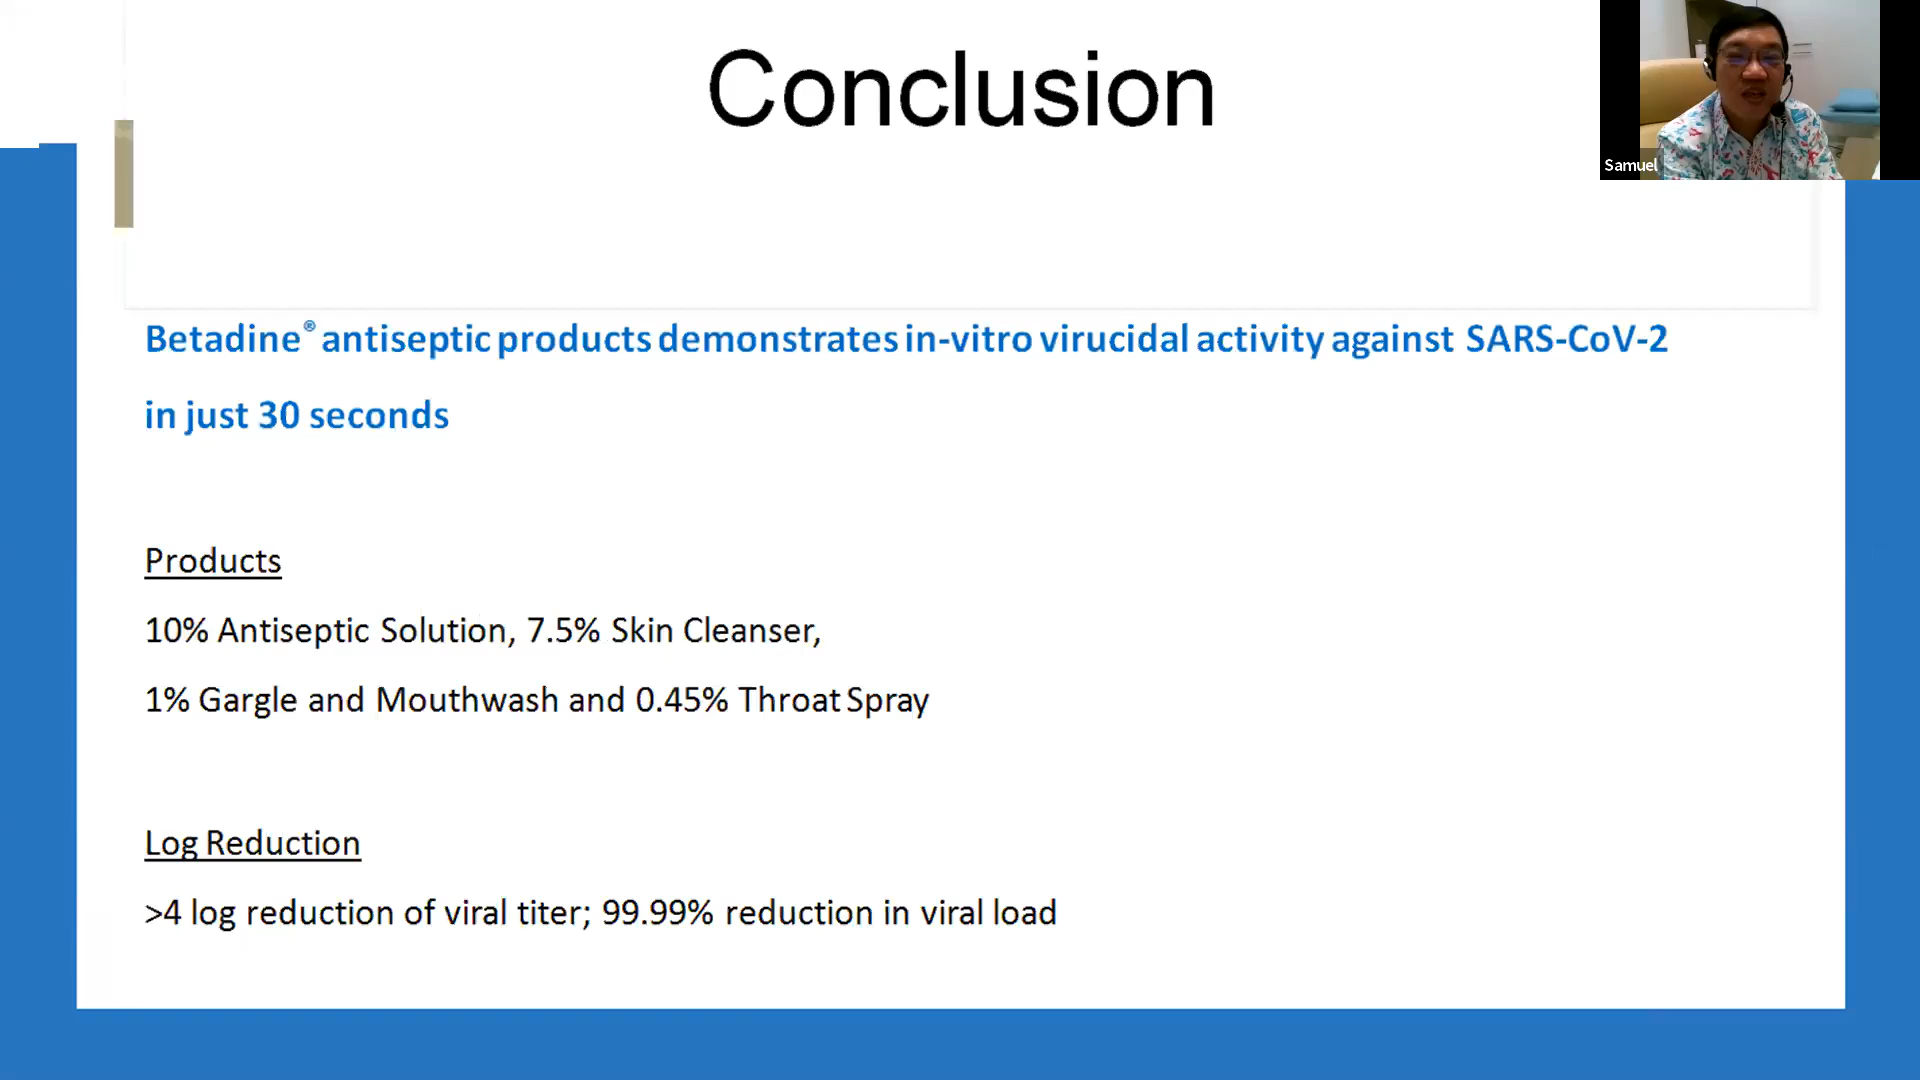 Conclusion
Samuel
Betadine® antiseptic products demonstrates in-vitro virucidal activity against SARS-CoV-2
in just 30 seconds
Products
10% Antiseptic Solution, 7.5% Skin Cleanser,
1% Gargle and Mouthwash and 0.45% Throat Spray
Log Reduction
>4 log reduction of viral titer; 99.99% reduction in viral load